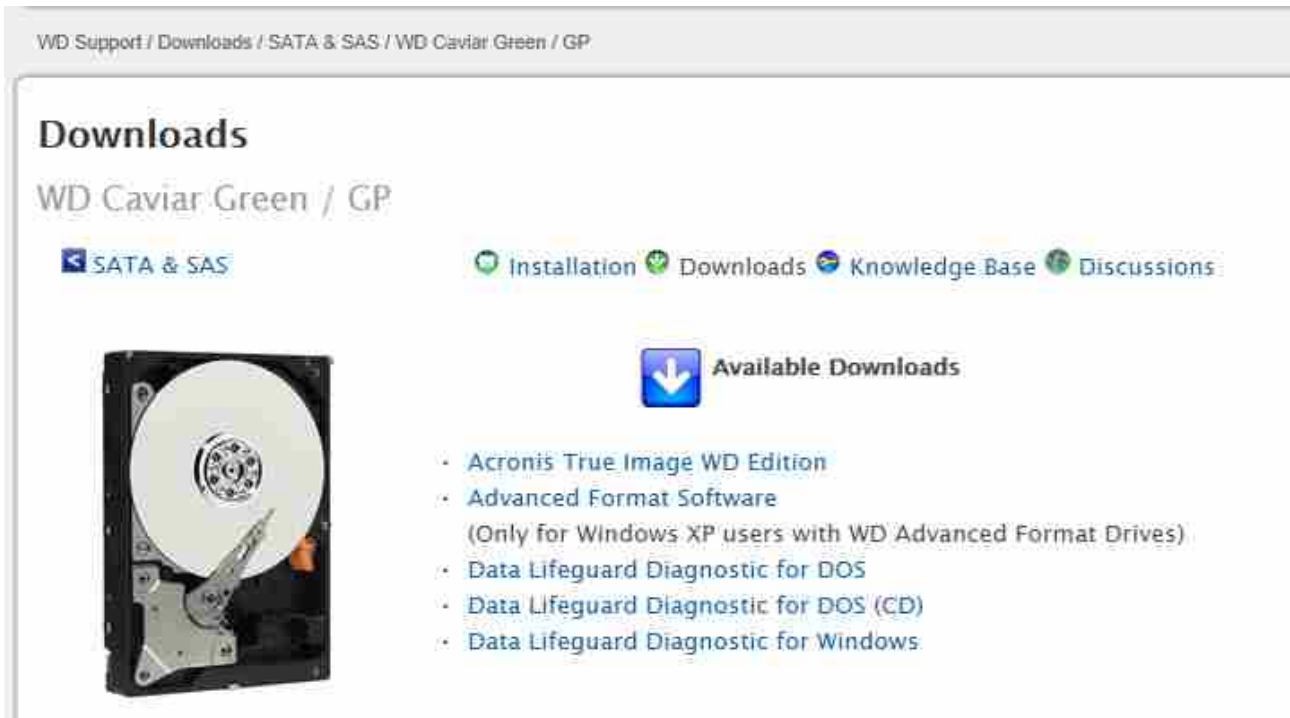 WD Support / Downloads / SATA & SAS / WD Caviar Green / GP
Downloads
WD Caviar Green / GP
SATA & SAS
Installation Downloads Knowledge Base Discussions
Available Downloads
· Acronis True Image WD Edition
· Advanced Format Software
(Only for Windows XP users with WD Advanced Format Drives)
· Data Lifeguard Diagnostic for DOS
· Data Lifeguard Diagnostic for DOS (CD)
· Data Lifeguard Diagnostic for Windows